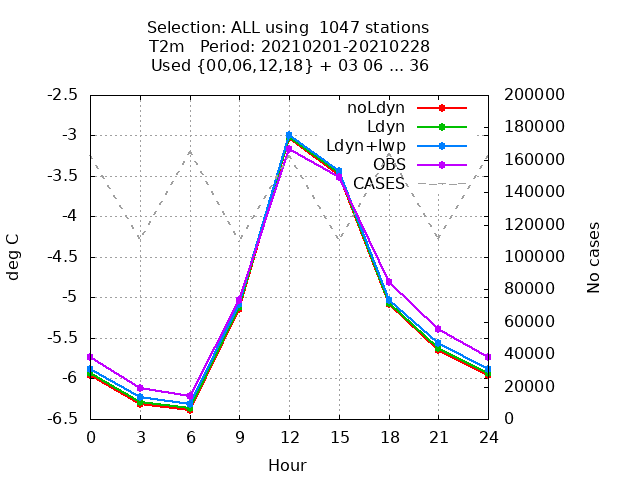 Selection: ALL using  1047 stations
T2m   Period: 20210201-20210228
Used {00,06,12,18} + 03 06 ... 36
-2.5
-3
-3.5
-4
-4.5
-5
-5.5
-6
-6.5
deg C
noLdyn
Ldyn
Ldyn+lwp
OBS
CASES
200000
180000
160000
140000
120000
100000
80000
60000
40000
20000
0
No cases
0 3 6 9 12 15 18 21 24
Hour